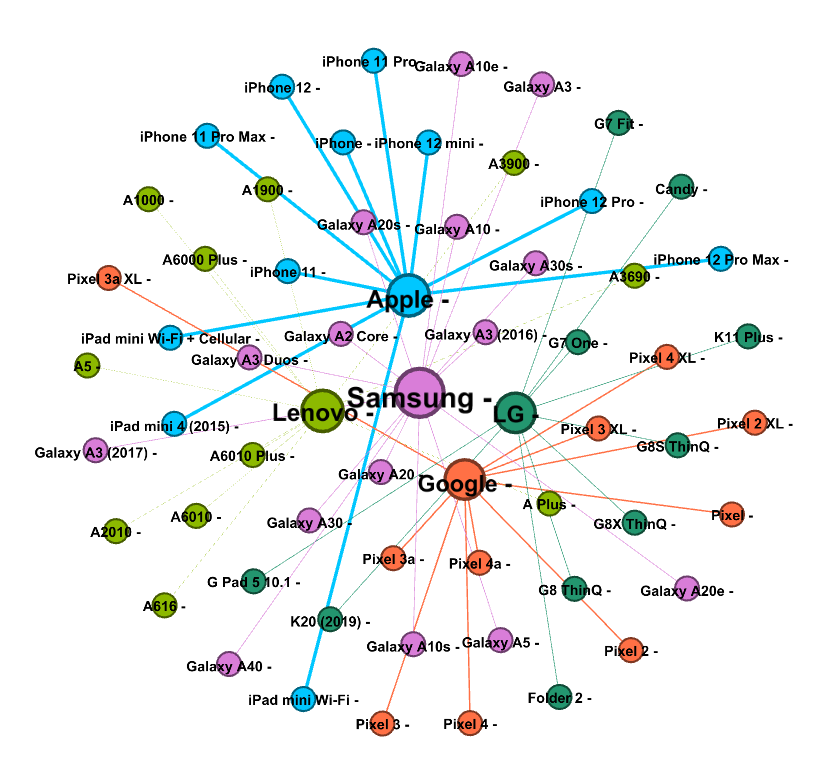 iPhone 11 Pro -
Galaxy A10e -
iPhone 12 -
Galaxy A3 -
G7 Fit -
iPhone 11 Pro Max -
iPhone -
iPhone 12 mini -
A3900 -
A1900 -
Candy -
A1000 -
iPhone 12 Pro -
Galaxy A20s -
Galaxy A10 -
A6000 Plus -
iPhone 12 Pro Max -
Galaxy A30s -
iPhone 11 -
Pixel 3a XL -
A3690 -
Apple -
Galaxy A2 Core -
Galaxy A3 (2016) -
iPad mini Wi-Fi + Cellular -
K11 Plus -
G7 One -
Galaxy A3 Duos -
Pixel 4 XL -
A5 -
Samsung -
Lenovo -
LG -
iPad mini 4 (2015) -
Pixel 2 XL -
Pixel 3 XL -
G8S ThinQ -
Galaxy A3 (2017) -
A6010 Plus -
Galaxy A20 -
Google -
A Plus -
Pixel -
A6010 -
Galaxy A30 -
G8X ThinQ -
A2010 -
Pixel 3a -
Pixel 4a -
G Pad 5 10.1 -
G8 ThinQ -
Galaxy A20e -
A616 -
K20 (2019) -
Galaxy A10s -
Galaxy A5 -
Pixel 2 -
Galaxy A40 -
iPad mini Wi-Fi -
Folder 2 -
Pixel 3 -
Pixel 4 -